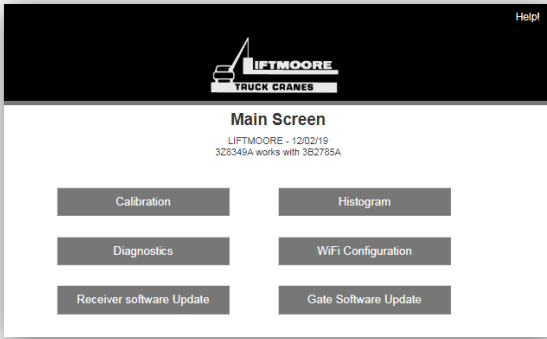 Help!
LIFTMOORE
TRUCK CRANES
Main Screen
LIFTMOORE - 12/02/19
3Z8349A works with 3B2785A
Calibration
Histogram
Diagnostics
WiFi Configuration
Receiver software Update
Gate Software Update